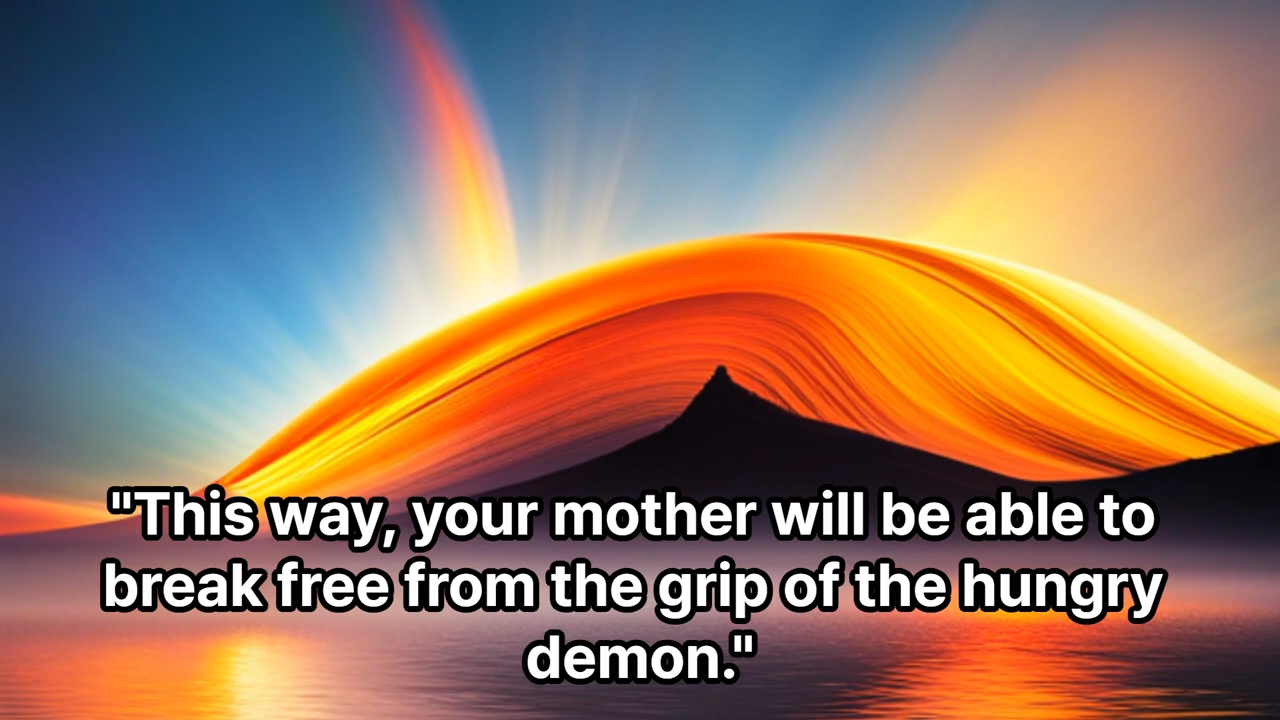 "This way, your mother will be able to
break free from the grip of the hungry
demon."